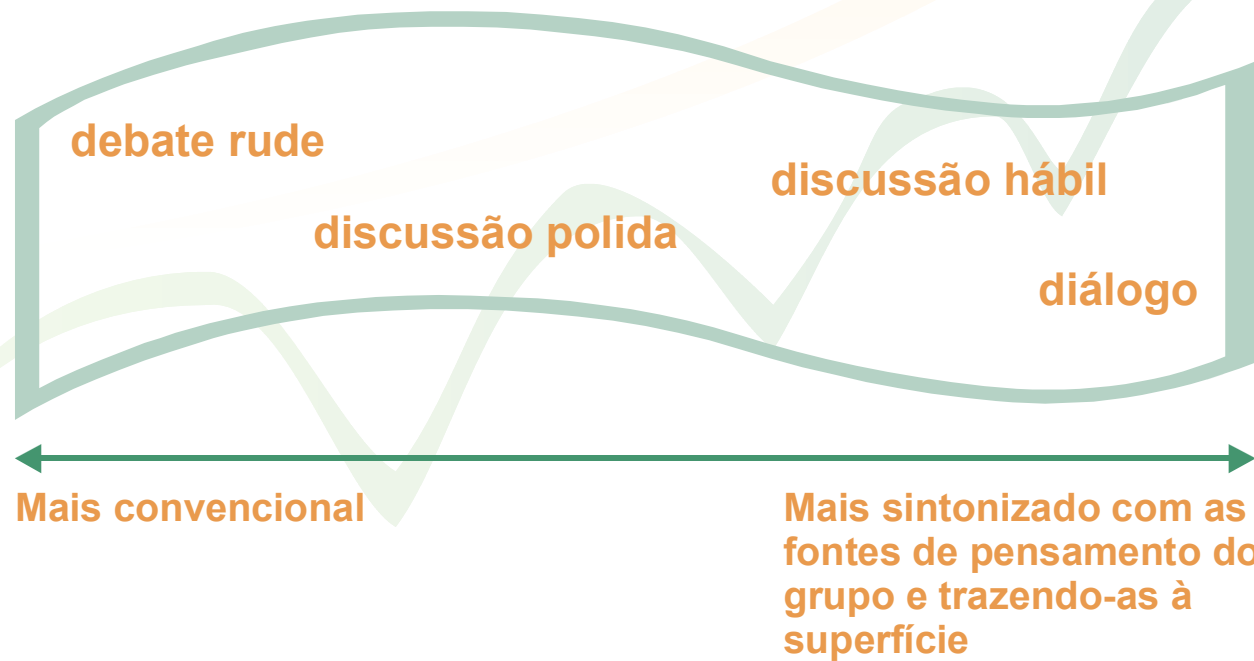 debate rude
discussão hábil
discussão polida
diálogo
Mais convencional
Mais sintonizado com as
fontes de pensamento do
grupo e trazendo-as à
superfície